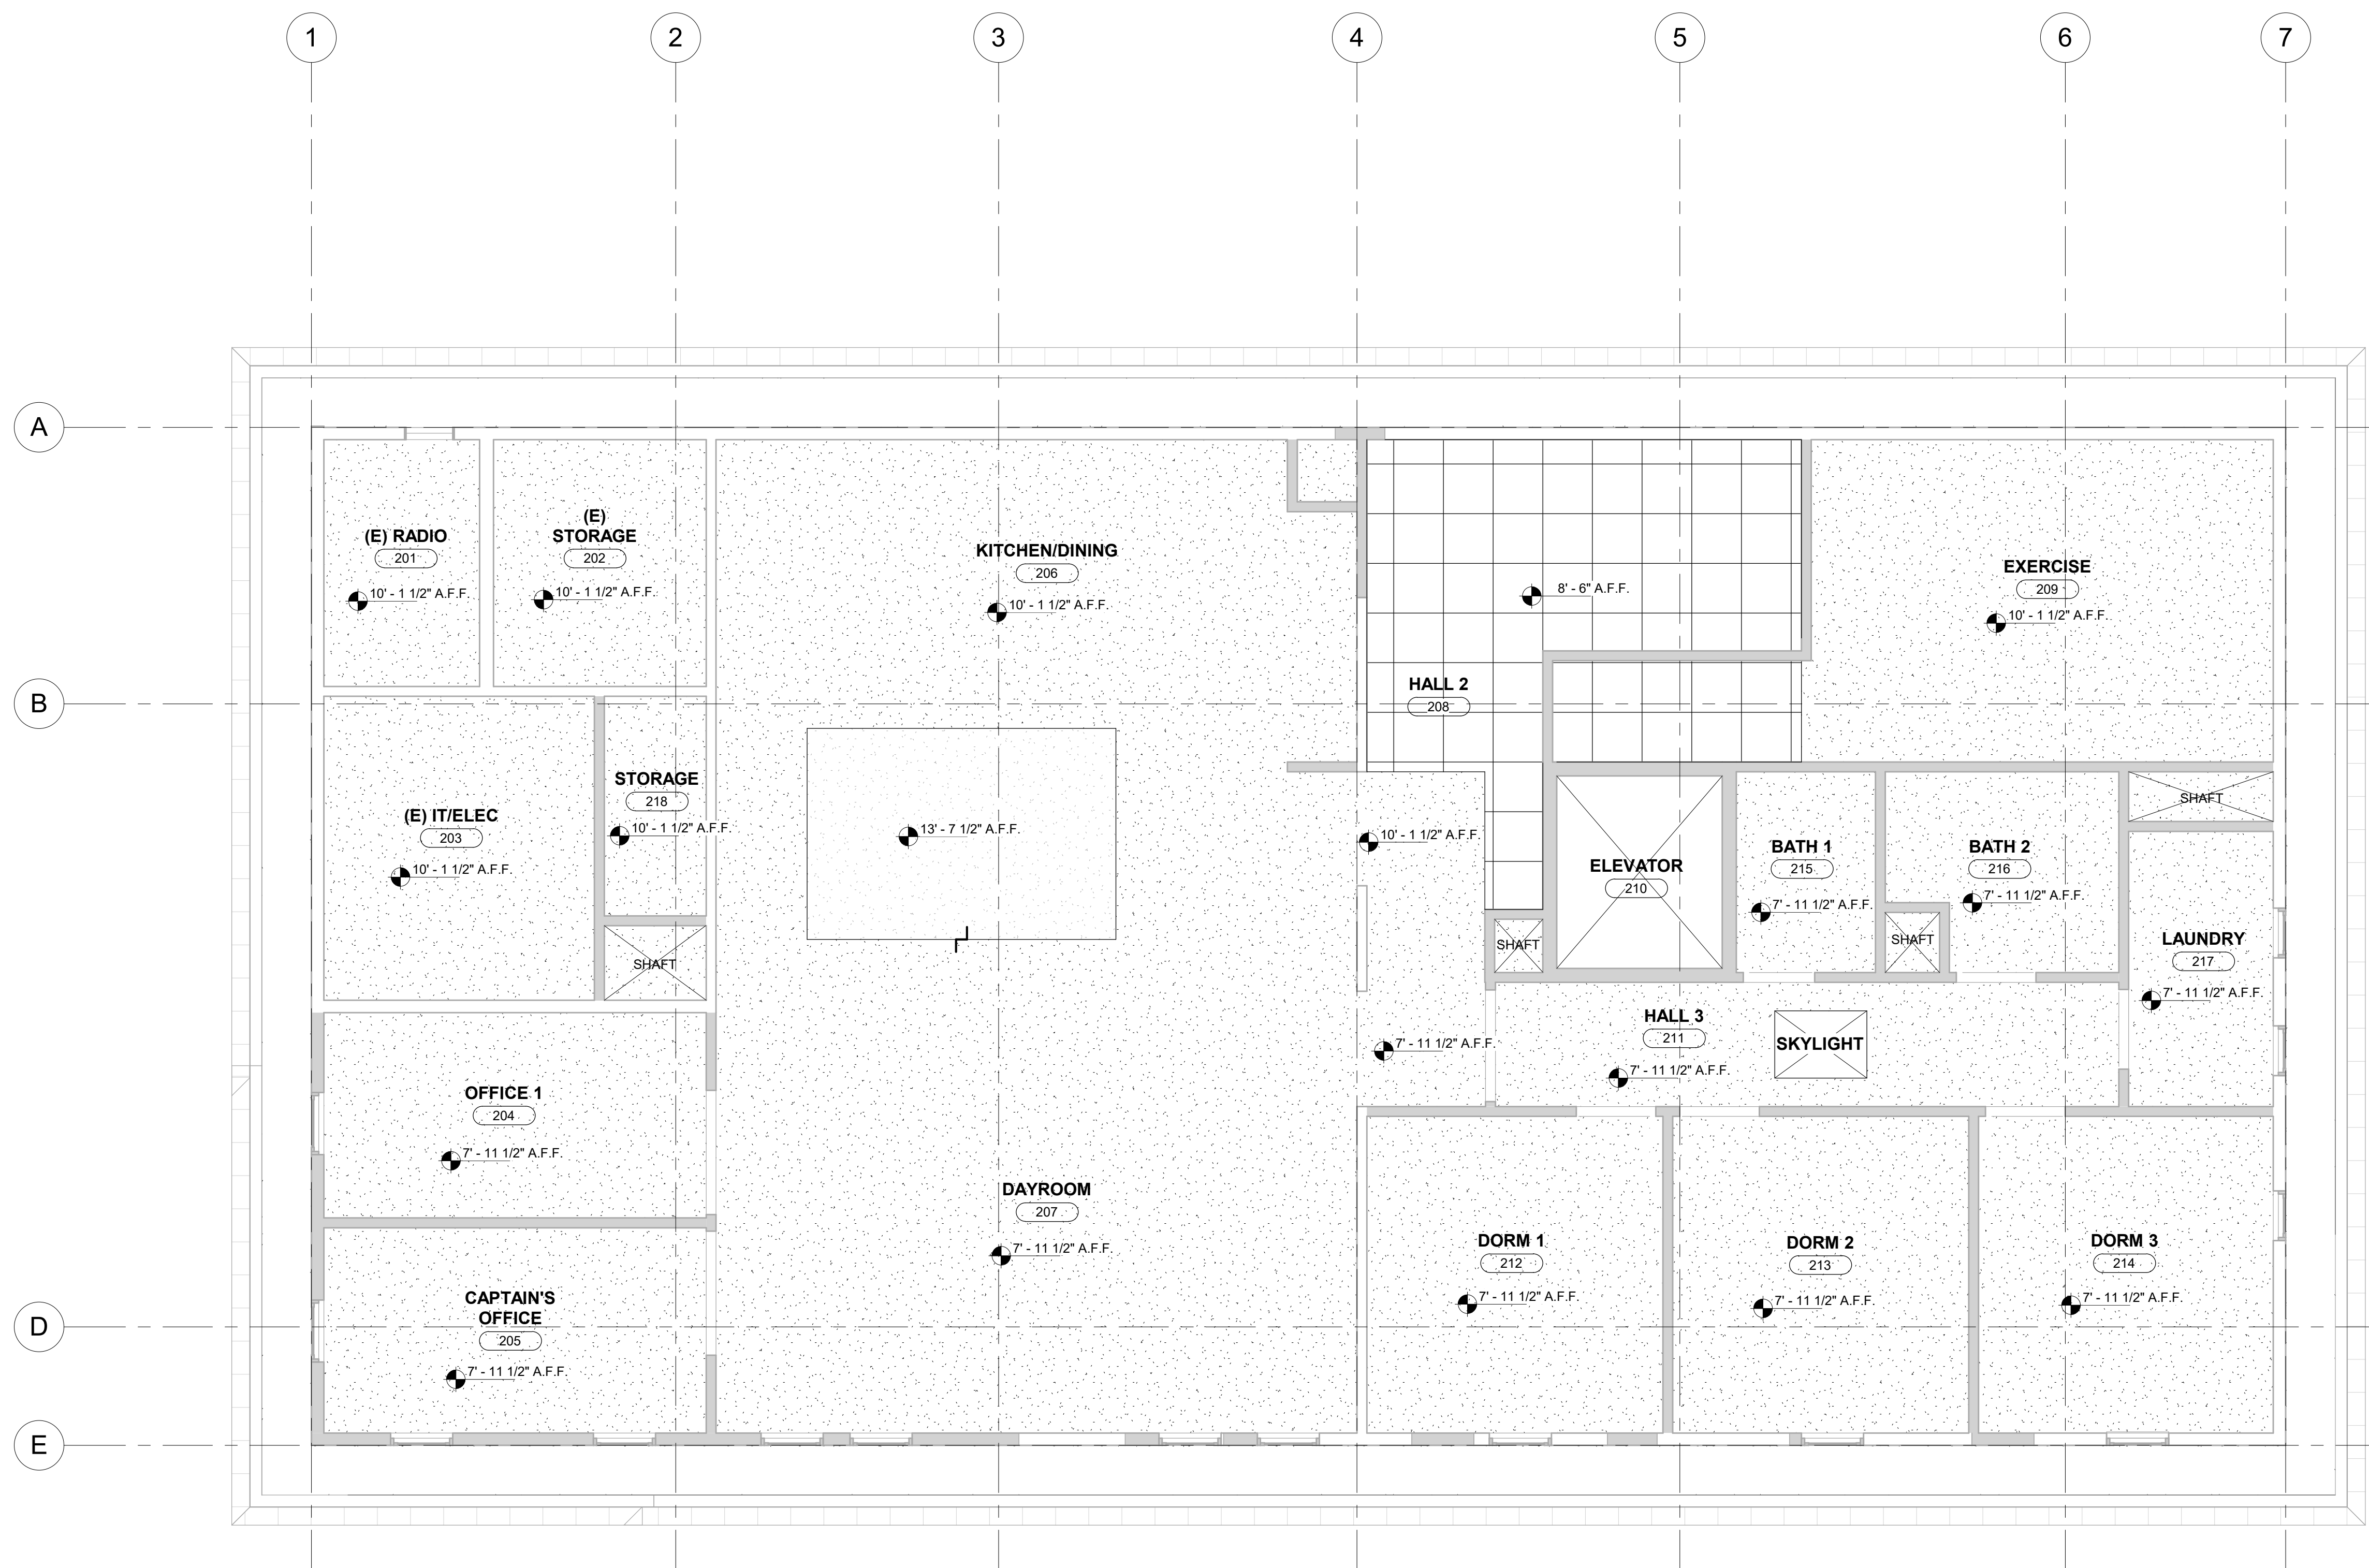 1
2
3
4
5
6
7
A
(E) RADIO
201
10' - 1 1/2" A.F.F.
(E)
STORAGE
202
10' - 1 1/2" A.F.F.
KITCHEN/DINING
206
10' - 1 1/2" A.F.F.
8' - 6" A.F.F.
EXERCISE
209
10' - 1 1/2" A.F.F.
B
HALL 2
208
(E) IT/ELEC
203
10' - 1 1/2" A.F.F.
STORAGE
218
10' - 1 1/2" A.F.F.
SHAFT
13' - 7 1/2" A.F.F.
10' - 1 1/2" A.F.F.
SHAFT
ELEVATOR
210
BATH 1
215
7' - 11 1/2" A.F.F.
BATH 2
216
7' - 11 1/2" A.F.F.
SHAFT
SHAFT
LAUNDRY
217
7' - 11 1/2" A.F.F.
HALL 3
211
7' - 11 1/2" A.F.F.
SKYLIGHT
7' - 11 1/2" A.F.F.
OFFICE 1
204
7' - 11 1/2" A.F.F.
DAYROOM
207
7' - 11 1/2" A.F.F.
DORM 1
212
7' - 11 1/2" A.F.F.
DORM 2
213
7' - 11 1/2" A.F.F.
DORM 3
214
7' - 11 1/2" A.F.F.
CAPTAIN'S
OFFICE
205
7' - 11 1/2" A.F.F.
D
E